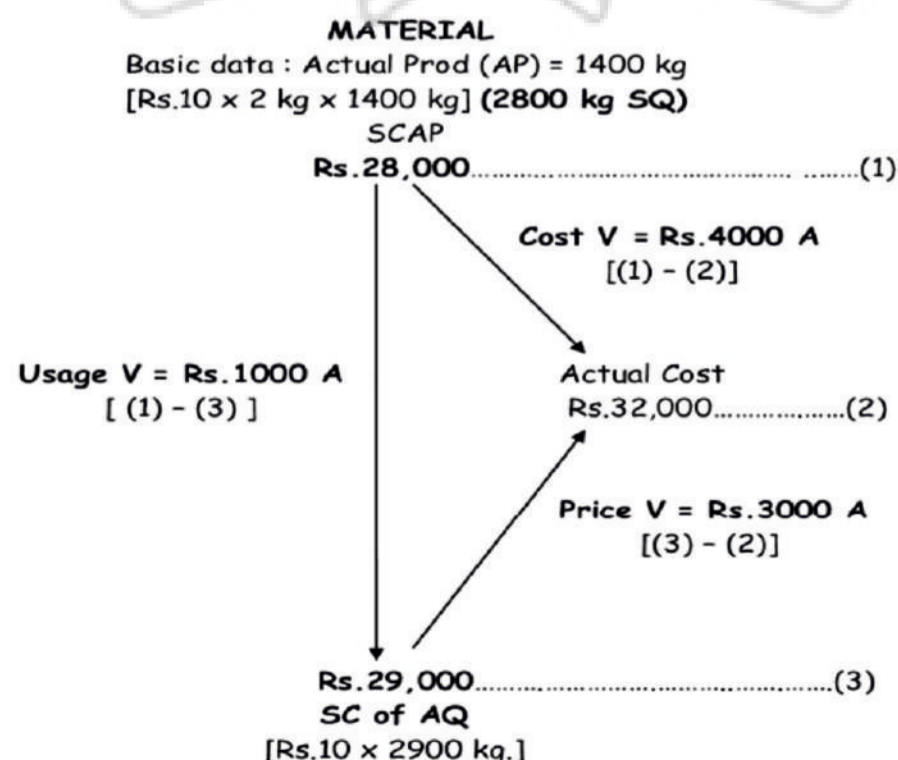 MATERIAL
Basic data : Actual Prod (AP) = 1400 kg
[Rs.10 x 2 kg x 1400 kg] (2800 kg SQ)
SCAP
Rs.28,000................................................ ........(1)
Cost V = Rs.4000 A
[(1) - (2)]
Usage V = Rs.1000 A
[ (1) - (3) ]
Actual Cost
Rs.32,000...................(2)
Price V = Rs.3000 A
[(3) - (2)]
Rs.29,000......................................................(3)
SC of AQ
[Rs.10 x 2900 kg.]